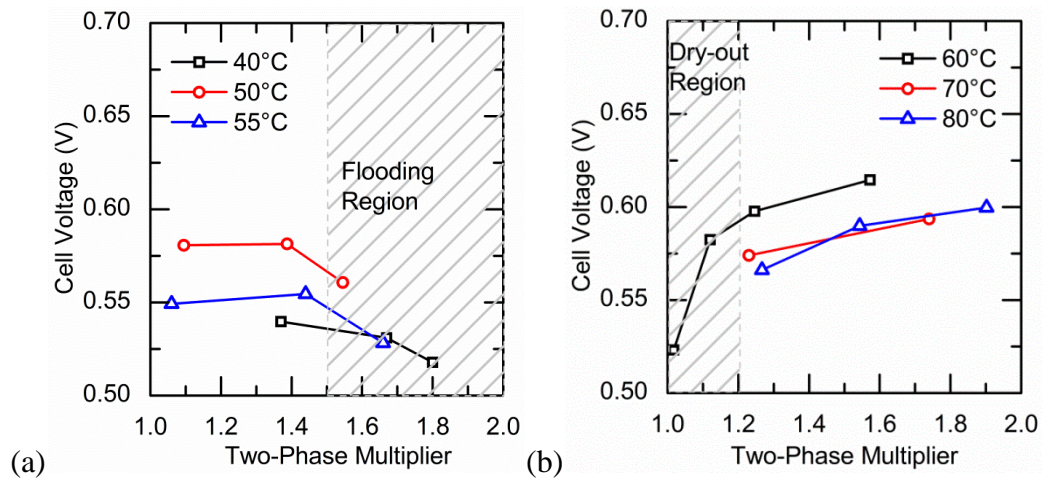 0.70
0.65
0.60
0.55
0.50
Cell Voltage (V)
40°C
50°C
55°C
Flooding
Region
1.0 1.2 1.4 1.6 1.8 2.0
Two-Phase Multiplier
(a)
0.70
0.65
0.60
0.55
0.50
Cell Voltage (V)
Dry-out
Region
60°C
70°C
80°C
1.0 1.2 1.4 1.6 1.8 2.0
Two-Phase Multiplier
(b)